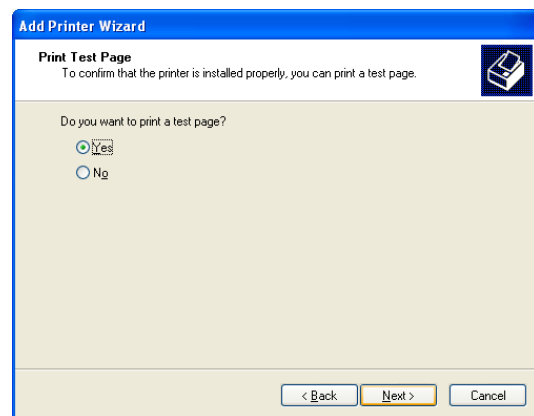 Add Printer Wizard
Print Test Page
To confirm that the printer is installed properly, you can print a test page.
Do you want to print a test page?
Yes
No
< Back Next > Cancel